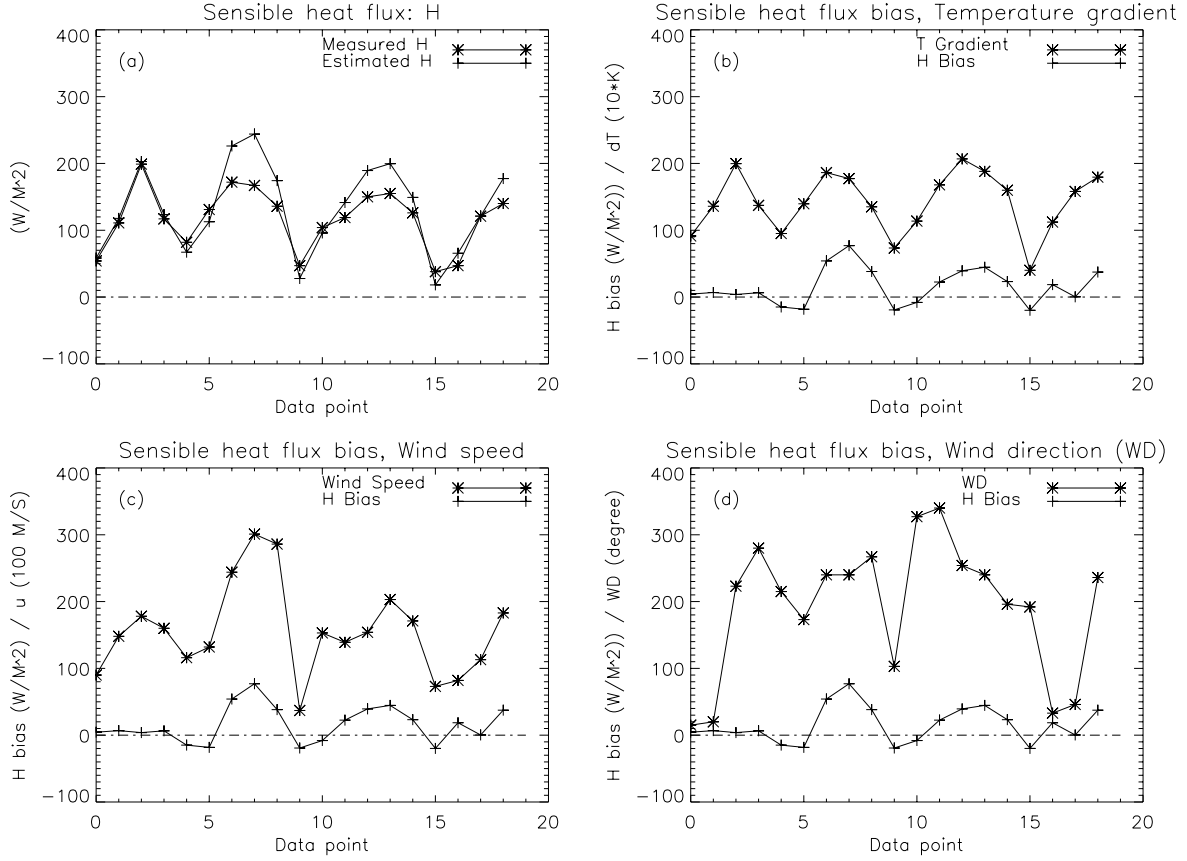 Sensible heat flux: H
400
300
200
100
0
−100
(W/M^2)
(a)
Measured H
Estimated H
0 5 10 15 20
Data point
Sensible heat flux bias, Temperature gradient
400
300
200
100
0
−100
H bias (W/M^2)) / dT (10*K)
(b)
T Gradient
H Bias
0 5 10 15 20
Data point
Sensible heat flux bias, Wind speed
400
300
200
100
0
−100
H bias (W/M^2) / u (100 M/S)
(c)
Wind Speed
H Bias
0 5 10 15 20
Data point
Sensible heat flux bias, Wind direction (WD)
400
300
200
100
0
−100
H bias (W/M^2)) / WD (degree)
(d)
WD
H Bias
0 5 10 15 20
Data point